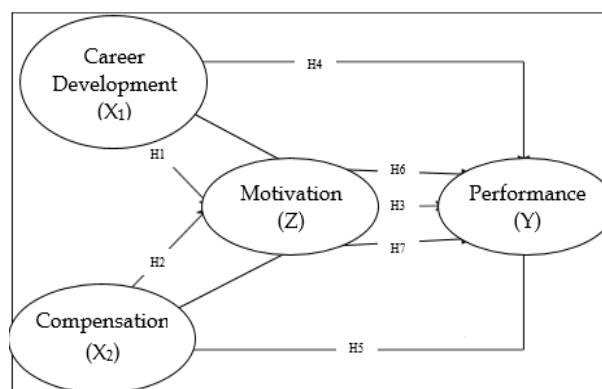 Career
Development
(X₁)
H4
H1
H6
Motivation
(Z)
H3
Performance
(Y)
H7
H2
Compensation
(X₂)
H5